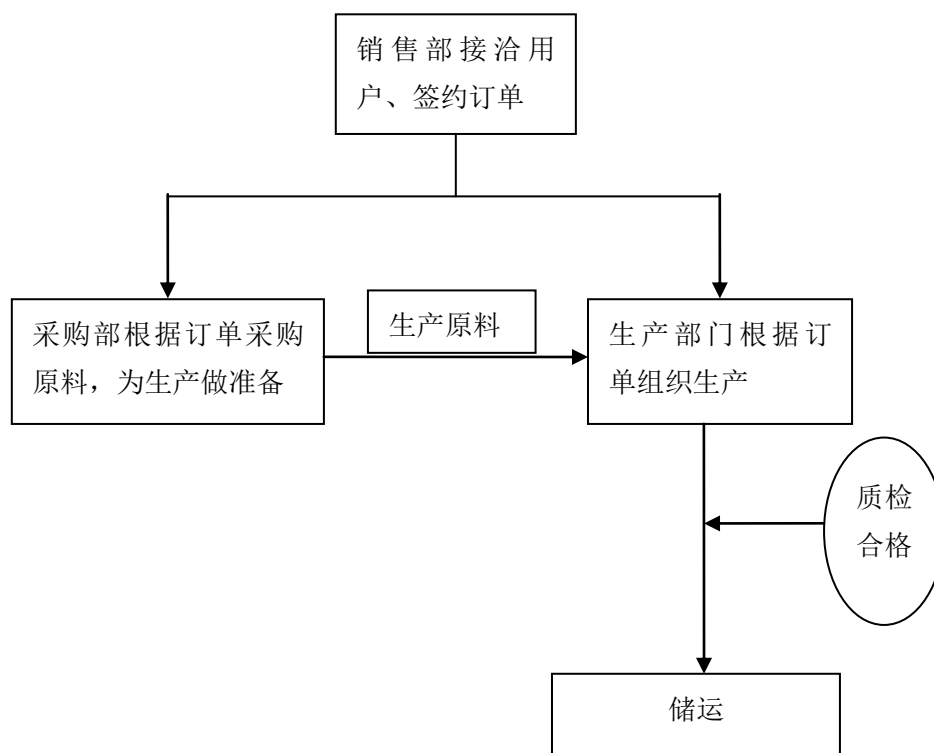 销售部接洽用
户、签约订单
采购部根据订单采购
原料，为生产做准备
生产原料
生产部门根据订
单组织生产
质检
合格
储运